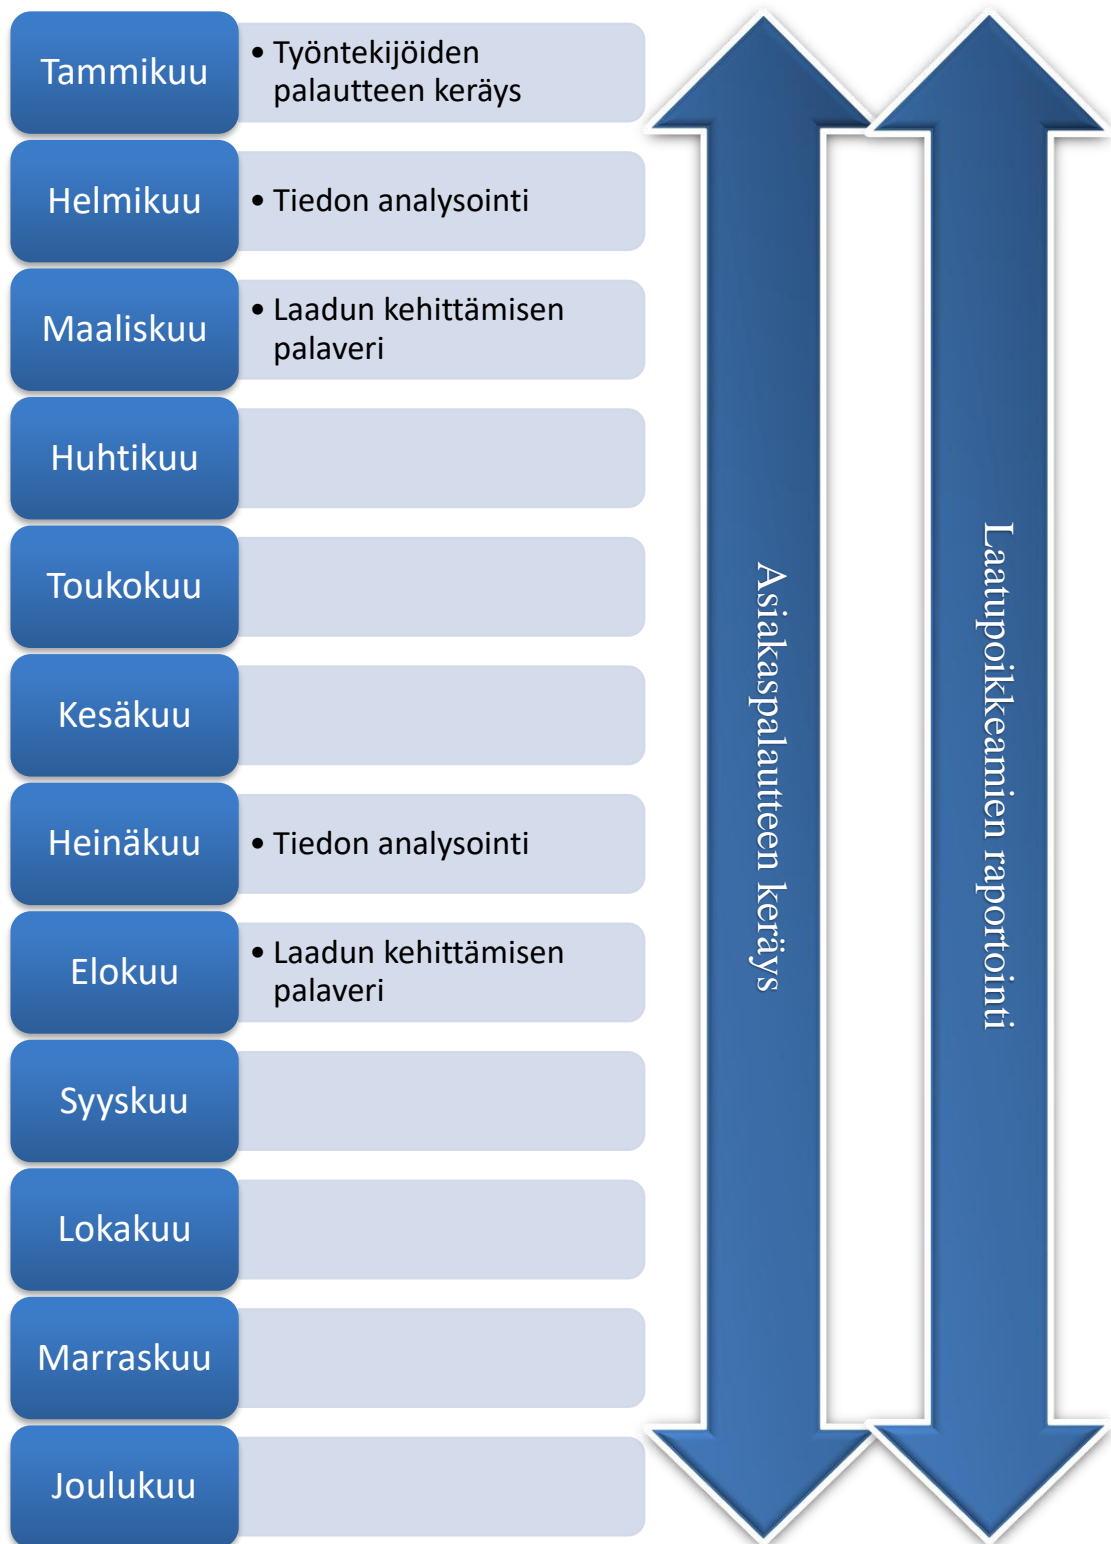 Tammikuu
• Työntekijöiden
palautteen keräys
Helmikuu
• Tiedon analysointi
Maaliskuu
• Laadun kehittämisen
palaveri
Huhtikuu
Toukokuu
Kesäkuu
Heinäkuu
• Tiedon analysointi
Elokuu
• Laadun kehittämisen
palaveri
Syyskuu
Lokakuu
Marraskuu
Joulukuu
Asiakaspalautteen keräys
Laatupoikkeamien raportointi